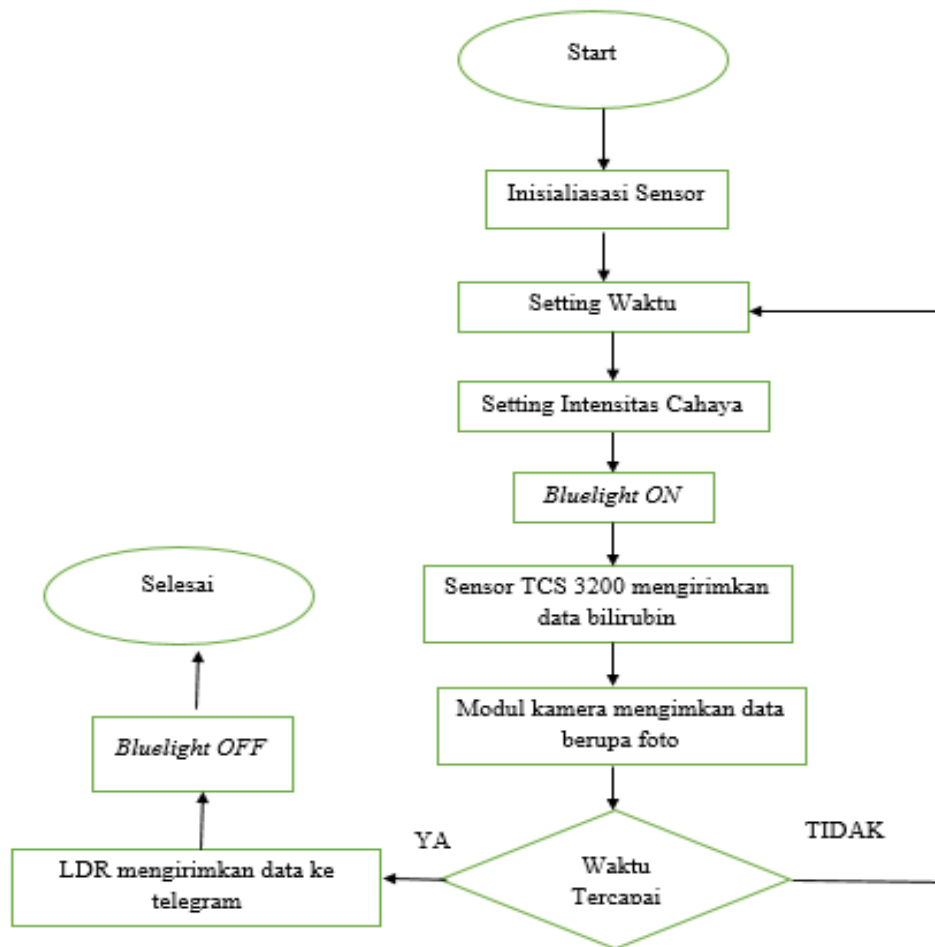 Start
Inisialiasasi Sensor
Setting Waktu
Setting Intensitas Cahaya
Bluelight ON
Sensor TCS 3200 mengirimkan
data bilirubin
Modul kamera mengimkan data
berupa foto
Waktu
Tercapai
TIDAK
YA
LDR mengirimkan data ke
telegram
Bluelight OFF
Selesai